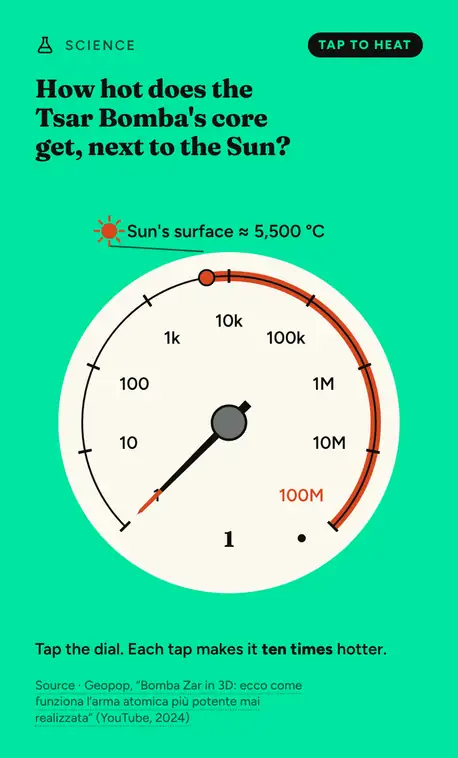 SCIENCE
TAP TO HEAT
How hot does the
Tsar Bomba's core
get, next to the Sun?
Sun's surface ≈ 5,500 °C
10k
1k
100k
100
1M
10
10M
1
100M
1
Tap the dial. Each tap makes it ten times hotter.
Source · Geopop, “Bomba Zar in 3D: ecco come
funziona l’arma atomica più potente mai
realizzata” (YouTube, 2024)